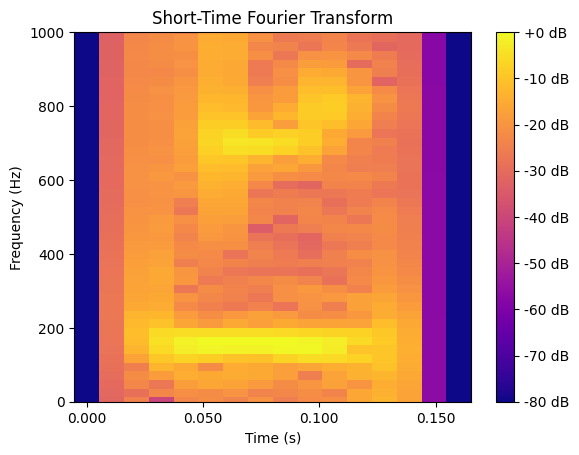 Short-Time Fourier Transform
1000
800
600
400
200
0
Frequency (Hz)
0.000
0.050
0.100
0.150
Time (s)
+0 dB
-10 dB
-20 dB
-30 dB
-40 dB
-50 dB
-60 dB
-70 dB
-80 dB